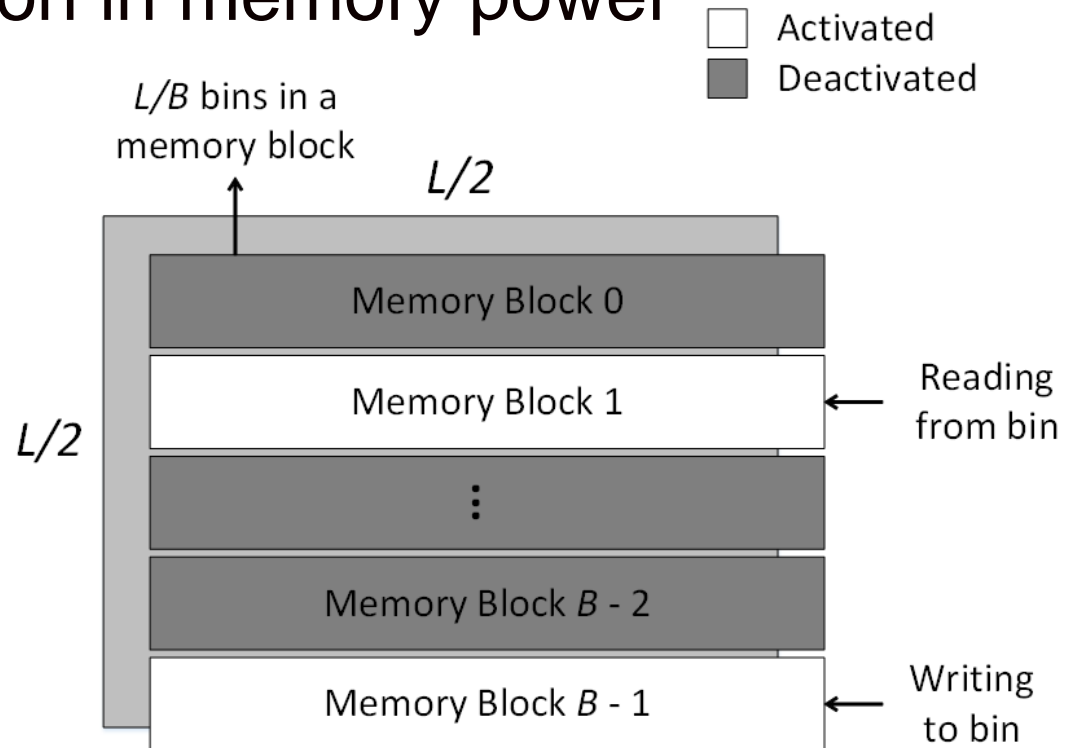 on in memory power
Activated
Deactivated
L/B bins in a
memory block
L/2
Memory Block 0
Memory Block 1
Reading
from bin
L/2
⋮
Memory Block B - 2
Memory Block B - 1
Writing
to bin